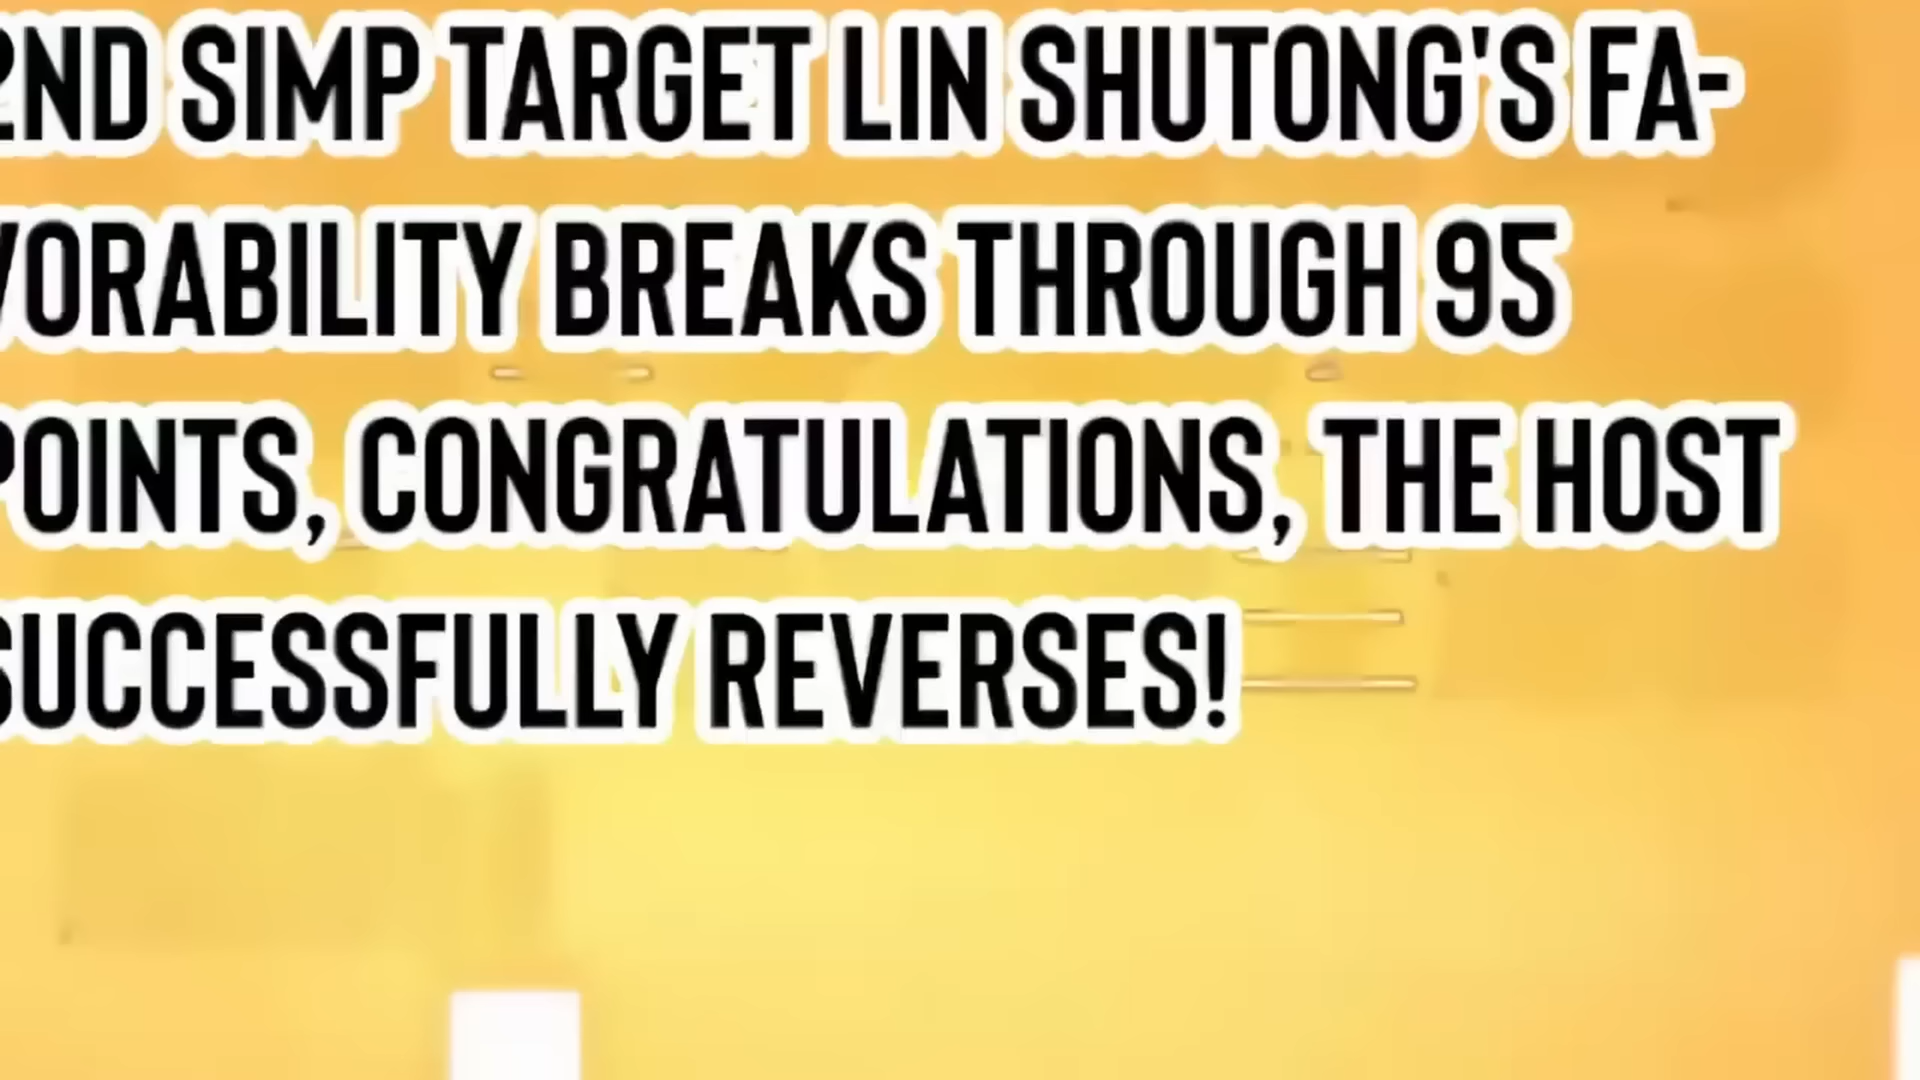 2ND SIMP TARGET LIN SHUTONG'S FA-
VORABILITY BREAKS THROUGH 95
POINTS, CONGRATULATIONS, THE HOST
SUCCESSFULLY REVERSES!